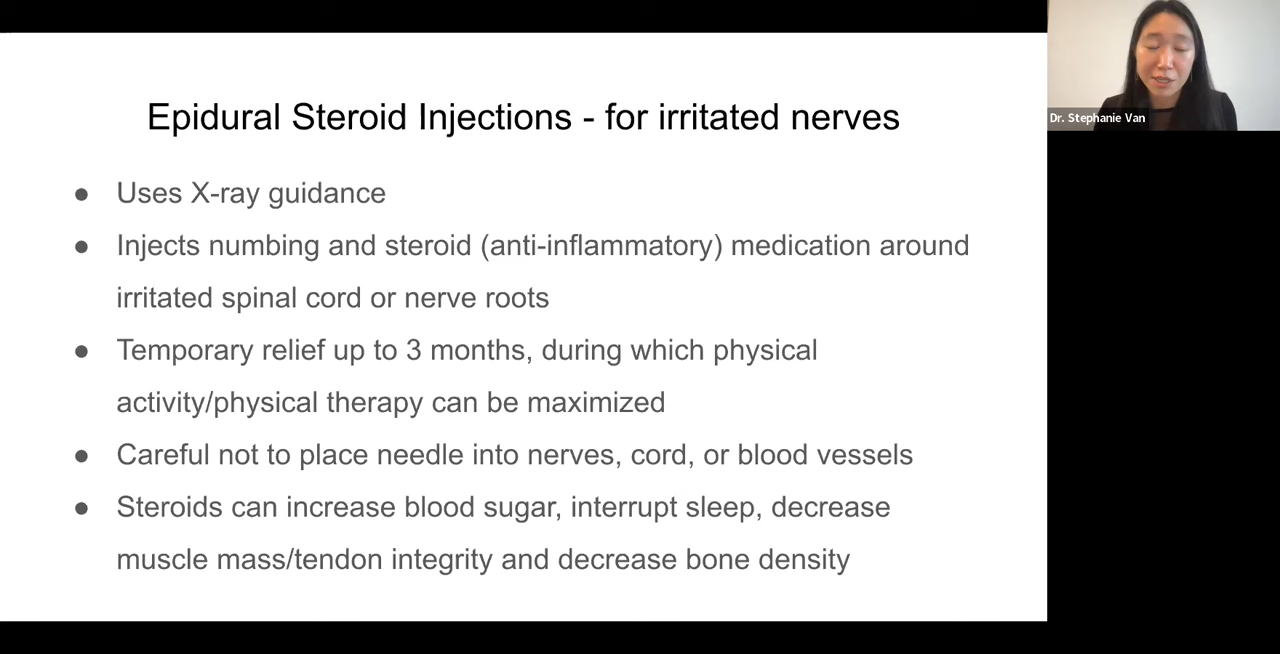 Epidural Steroid Injections - for irritated nerves
● Uses X-ray guidance
● Injects numbing and steroid (anti-inflammatory) medication around
irritated spinal cord or nerve roots
● Temporary relief up to 3 months, during which physical
activity/physical therapy can be maximized
● Careful not to place needle into nerves, cord, or blood vessels
● Steroids can increase blood sugar, interrupt sleep, decrease
muscle mass/tendon integrity and decrease bone density
Dr. Stephanie Van